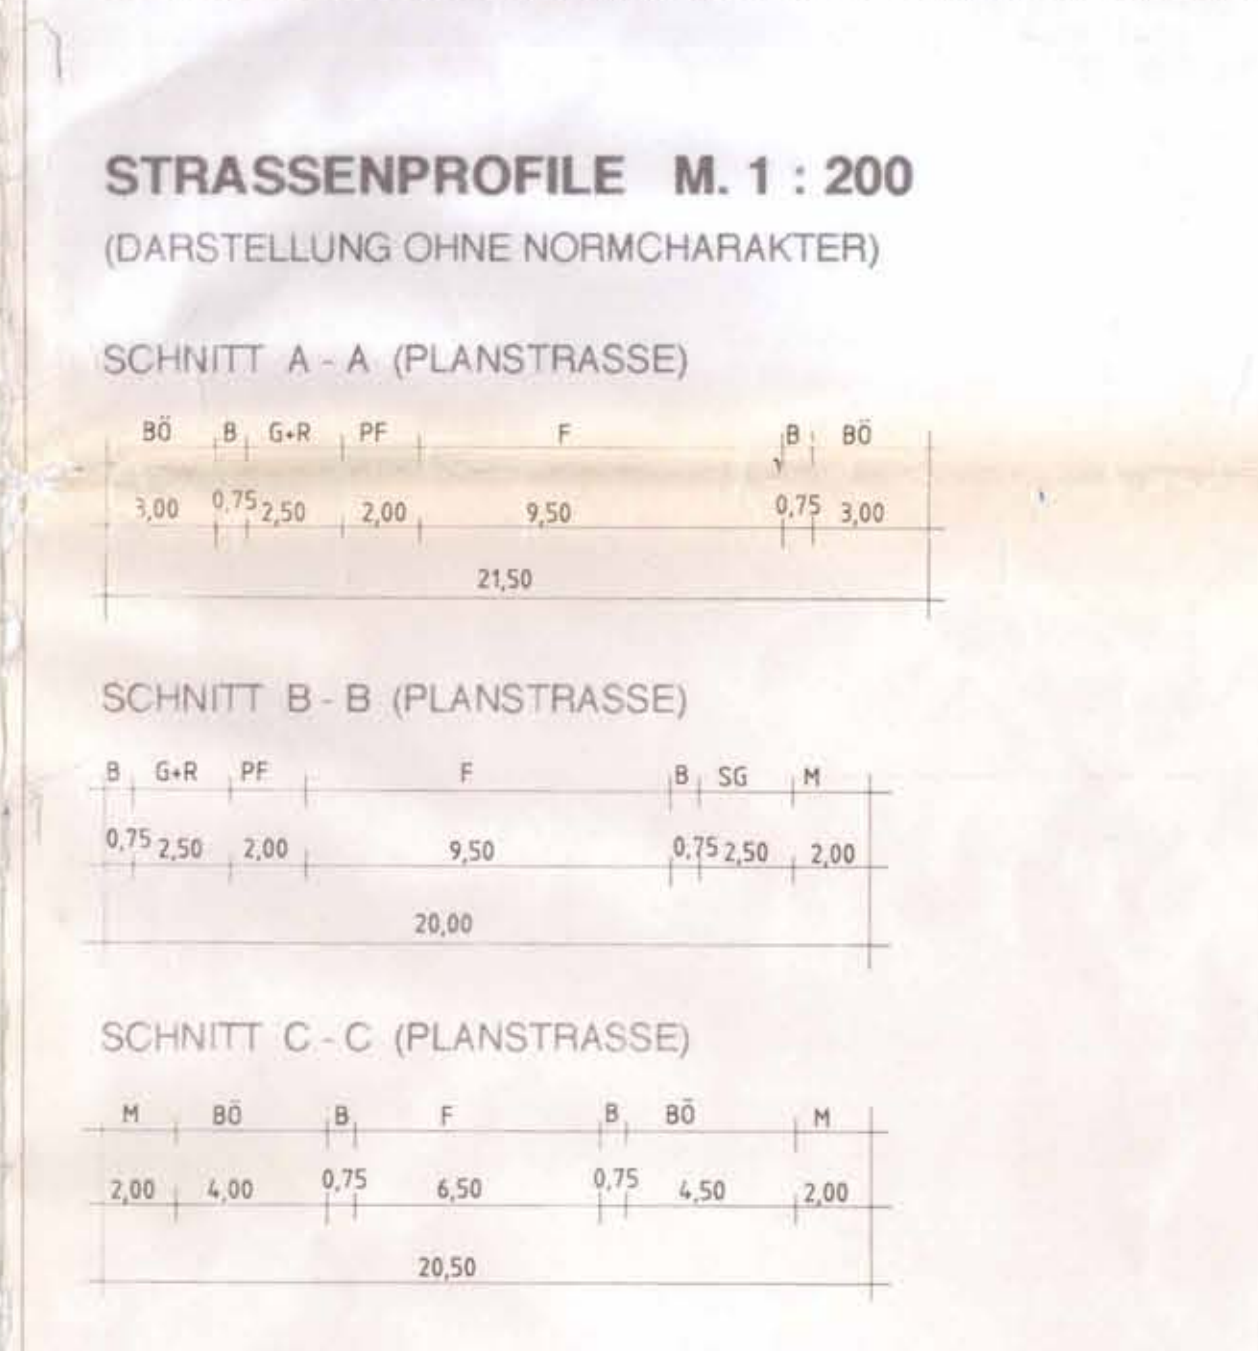 STRASSENPROFILE M. 1 : 200
(DARSTELLUNG OHNE NORMCHARAKTER)
SCHNITT A - A (PLANSTRASSE)
BÖ B G+R PF F B BÖ
3,00 0,75 2,50 2,00 9,50 0,75 3,00
21,50
SCHNITT B - B (PLANSTRASSE)
B G+R PF F B SG M
0,75 2,50 2,00 9,50 0,75 2,50 2,00
20,00
SCHNITT C - C (PLANSTRASSE)
M BÖ B F B BÖ M
2,00 4,00 0,75 6,50 0,75 4,50 2,00
20,50